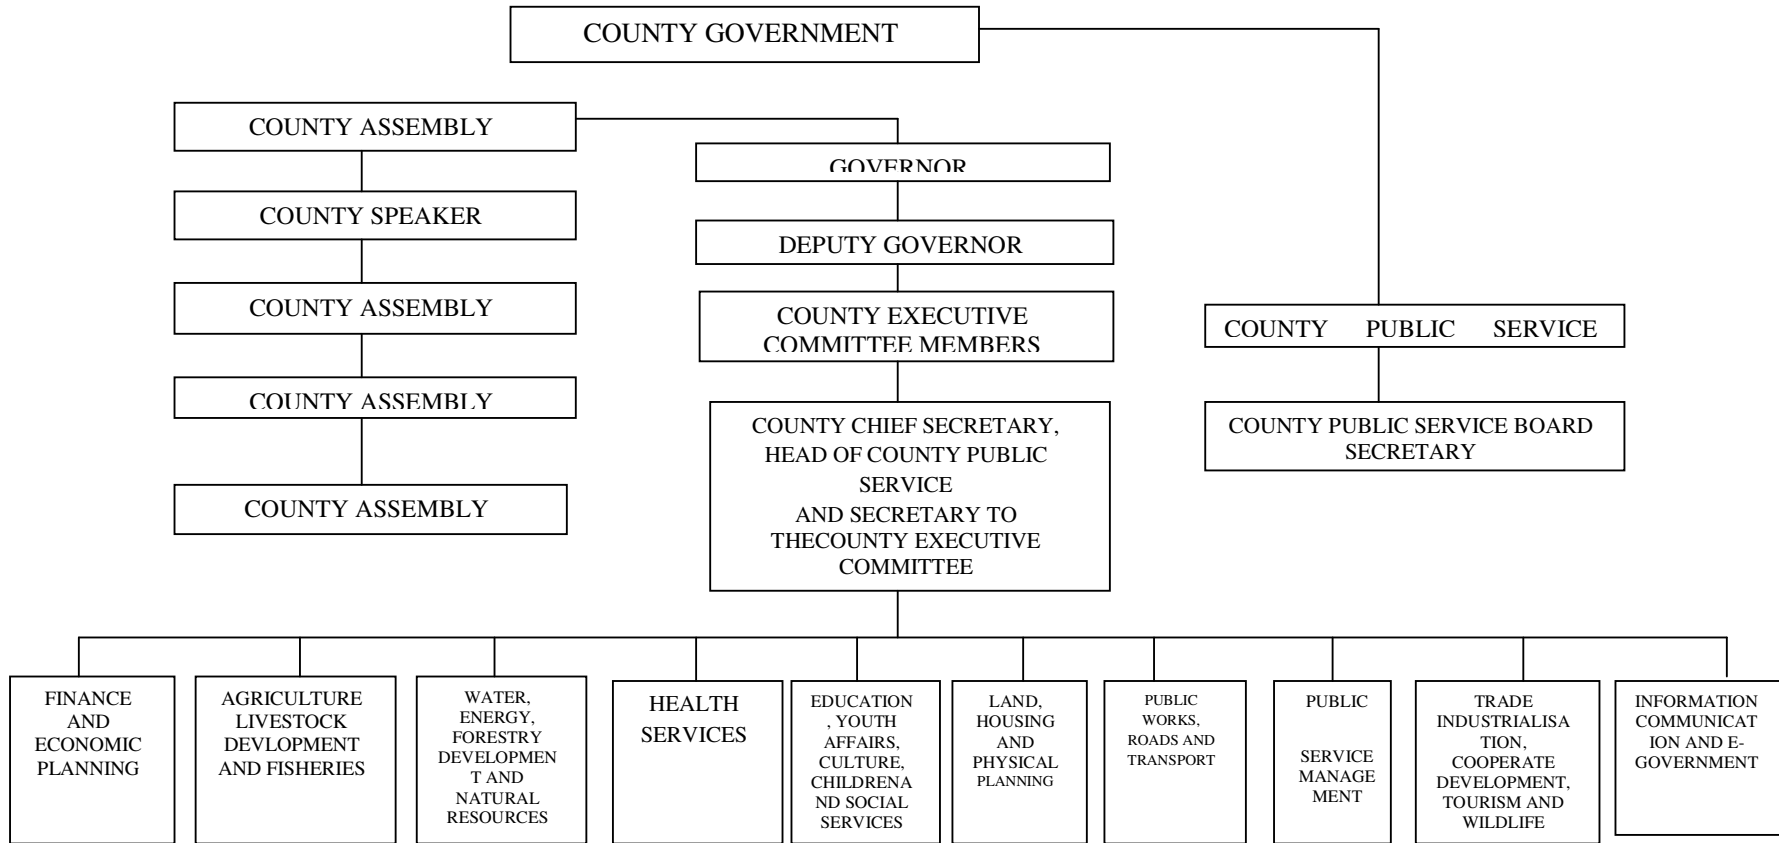 COUNTY GOVERNMENT
COUNTY ASSEMBLY
GOVERNOR
COUNTY SPEAKER
DEPUTY GOVERNOR
COUNTY ASSEMBLY
COUNTY EXECUTIVE
COMMITTEE MEMBERS
COUNTY PUBLIC SERVICE
COUNTY ASSEMBLY
COUNTY CHIEF SECRETARY,
HEAD OF COUNTY PUBLIC
SERVICE
AND SECRETARY TO
THECOUNTY EXECUTIVE
COMMITTEE
COUNTY PUBLIC SERVICE BOARD
SECRETARY
COUNTY ASSEMBLY
FINANCE
AND
ECONOMIC
PLANNING
AGRICULTURE
LIVESTOCK
DEVLOPMENT
AND FISHERIES
WATER,
ENERGY,
FORESTRY
DEVELOPMEN
T AND
NATURAL
RESOURCES
HEALTH
SERVICES
EDUCATION
, YOUTH
AFFAIRS,
CULTURE,
CHILDRENA
ND SOCIAL
SERVICES
LAND,
HOUSING
AND
PHYSICAL
PLANNING
PUBLIC
WORKS,
ROADS AND
TRANSPORT
PUBLIC
SERVICE
MANAGE
MENT
TRADE
INDUSTRIALISA
TION,
COOPERATE
DEVELOPMENT,
TOURISM AND
WILDLIFE
INFORMATION
COMMUNICAT
ION AND E-
GOVERNMENT